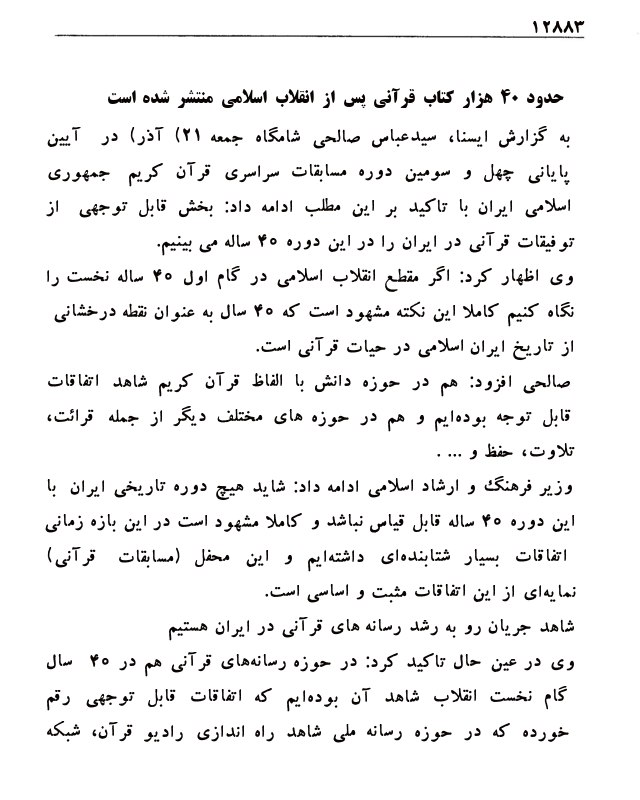 ۱۲۸۸۳
حدود ۴۰ هزار کتاب قرآنی پس از انقلاب اسلامی منتشر شده است
به گزارش ایسنا، سیدعباس صالحی شامگاه جمعه ۲۱) آذر) در آیین
پایانی چهل و سومین دوره مسابقات سراسری قرآن کریم جمهوری
اسلامی ایران با تاکید بر این مطلب ادامه داد: بخش قابل توجهی از
توفیقات قرآنی در ایران را در این دوره ۴۰ ساله می بینیم.
وی اظهار کرد: اگر مقطع انقلاب اسلامی در گام اول ۴۰ ساله نخست را
نگاه کنیم کاملا این نکته مشهود است که ۴۰ سال به عنوان نقطه درخشانی
از تاریخ ایران اسلامی در حیات قرآنی است.
صالحی افزود: هم در حوزه دانش با الفاظ قرآن کریم شاهد اتفاقات
قابل توجه بوده‌ایم و هم در حوزه های مختلف دیگر از جمله قرائت،
تلاوت، حفظ و ... .
وزیر فرهنگ و ارشاد اسلامی ادامه داد: شاید هیچ دوره تاریخی ایران با
این دوره ۴۰ ساله قابل قیاس نباشد و کاملا مشهود است در این بازه زمانی
اتفاقات بسیار شتابنده‌ای داشته‌ایم و این محفل (مسابقات قرآنی)
نمایه‌ای از این اتفاقات مثبت و اساسی است.
شاهد جریان رو به رشد رسانه های قرآنی در ایران هستیم
وی در عین حال تاکید کرد: در حوزه رسانه‌های قرآنی هم در ۴۰ سال
گام نخست انقلاب شاهد آن بوده‌ایم که اتفاقات قابل توجهی رقم
خورده که در حوزه رسانه ملی شاهد راه اندازی رادیو قرآن، شبکه